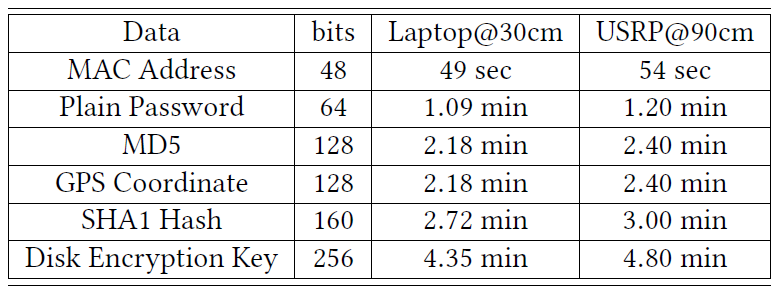 Data bits Laptop@30cm USRP@90cm
MAC Address 48 49 sec 54 sec
Plain Password 64 1.09 min 1.20 min
MD5 128 2.18 min 2.40 min
GPS Coordinate 128 2.18 min 2.40 min
SHA1 Hash 160 2.72 min 3.00 min
Disk Encryption Key 256 4.35 min 4.80 min